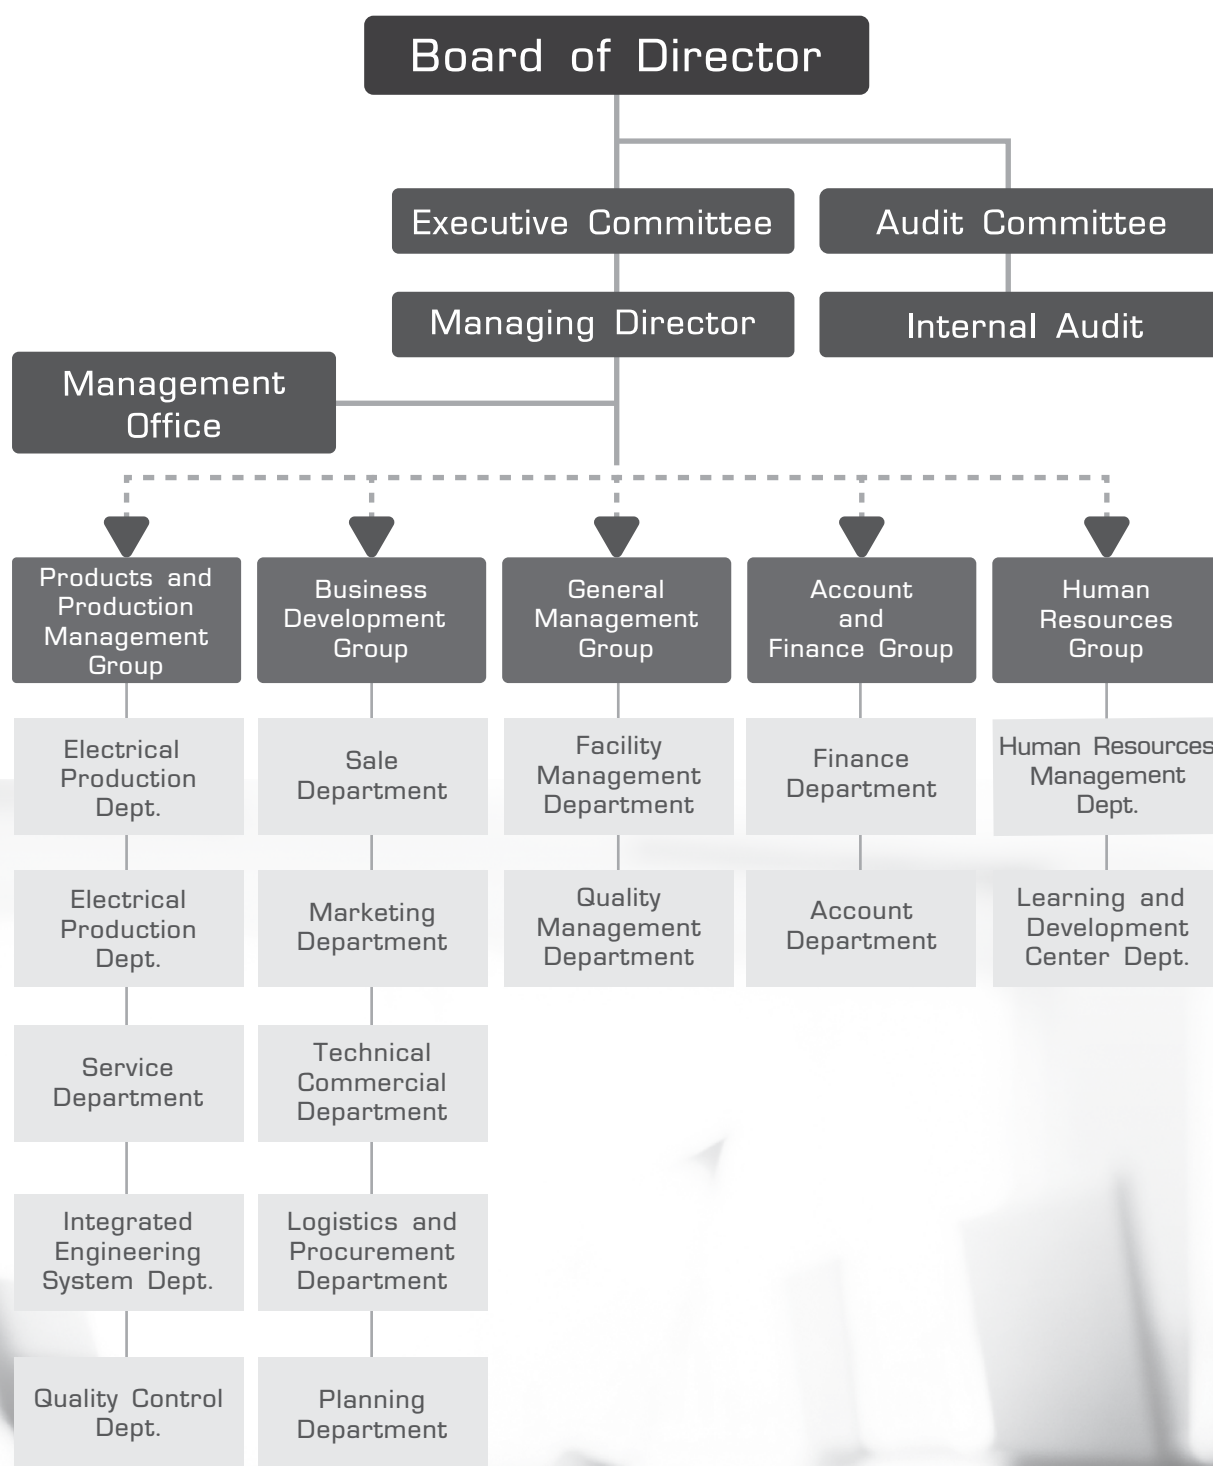 Board of Director
Executive Committee
Audit Committee
Managing Director
Internal Audit
Management
Office
Products and
Production
Management
Group
Business
Development
Group
General
Management
Group
Account
and
Finance Group
Human
Resources
Group
Electrical
Production
Dept.
Sale
Department
Facility
Management
Department
Finance
Department
Human Resources
Management
Dept.
Electrical
Production
Dept.
Marketing
Department
Quality
Management
Department
Account
Department
Learning and
Development
Center Dept.
Service
Department
Technical
Commercial
Department
Integrated
Engineering
System Dept.
Logistics and
Procurement
Department
Quality Control
Dept.
Planning
Department